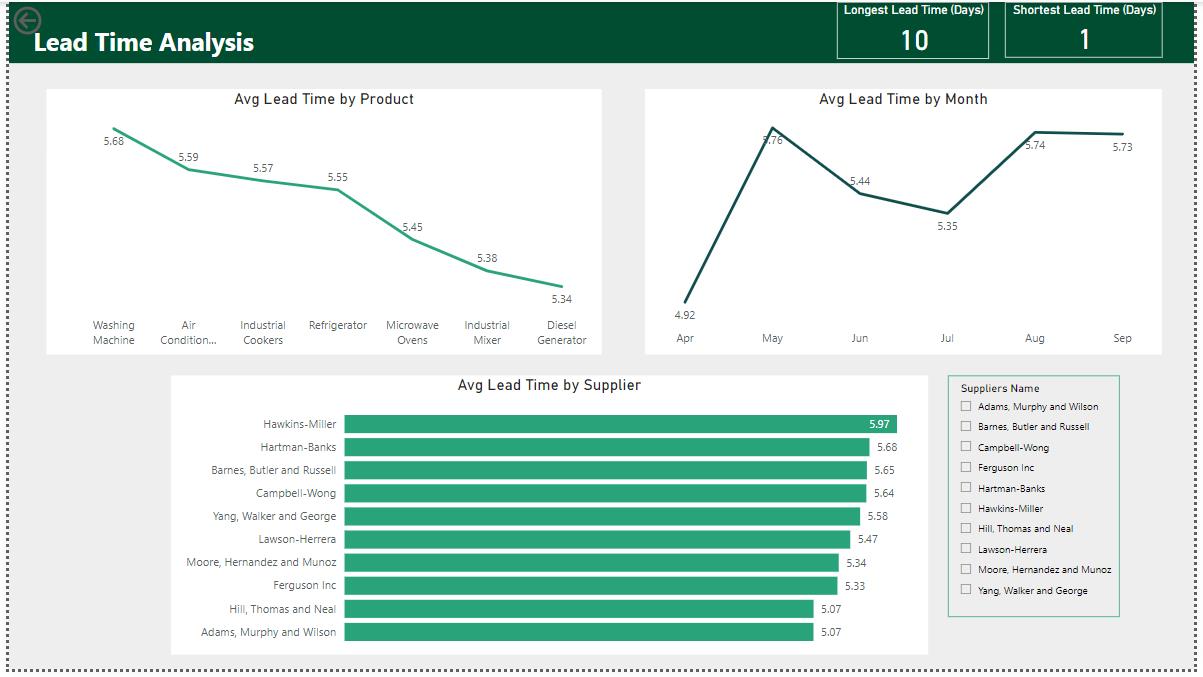 Lead Time Analysis
Longest Lead Time (Days)
10
Shortest Lead Time (Days)
1
Avg Lead Time by Product
5.68
5.59
5.57
5.55
5.45
5.38
5.34
Washing
Machine
Air
Condition...
Industrial
Cookers
Refrigerator
Microwave
Ovens
Industrial
Mixer
Diesel
Generator
Avg Lead Time by Month
4.92
5.76
5.44
5.35
5.74
5.73
Apr
May
Jun
Jul
Aug
Sep
Avg Lead Time by Supplier
Hawkins-Miller 5.97
Hartman-Banks 5.68
Barnes, Butler and Russell 5.65
Campbell-Wong 5.64
Yang, Walker and George 5.58
Lawson-Herrera 5.47
Moore, Hernandez and Munoz 5.34
Ferguson Inc 5.33
Hill, Thomas and Neal 5.07
Adams, Murphy and Wilson 5.07
Suppliers Name
Adams, Murphy and Wilson
Barnes, Butler and Russell
Campbell-Wong
Ferguson Inc
Hartman-Banks
Hawkins-Miller
Hill, Thomas and Neal
Lawson-Herrera
Moore, Hernandez and Munoz
Yang, Walker and George